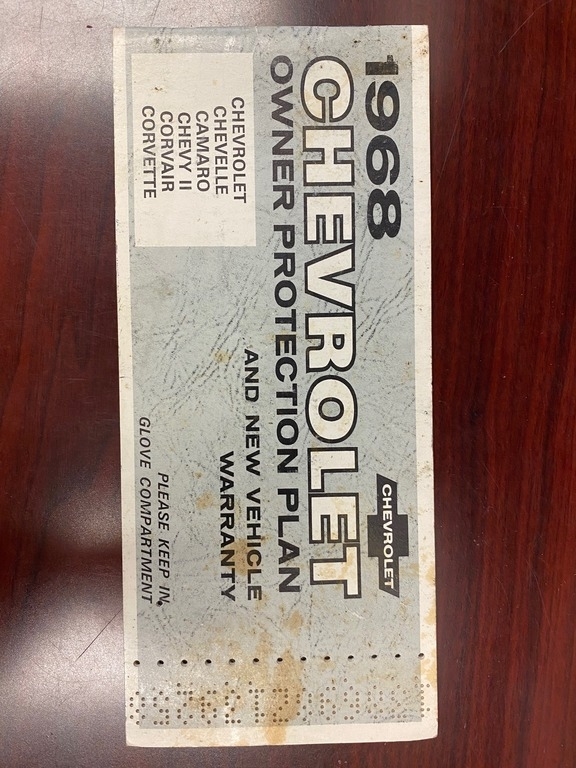 1968
CHEVROLET
OWNER PROTECTION PLAN
AND NEW VEHICLE
WARRANTY
CHEVROLET
CHEVROLET
CHEVELLE
CAMARO
CHEVY II
CORVAIR
CORVETTE
PLEASE KEEP IN
GLOVE COMPARTMENT